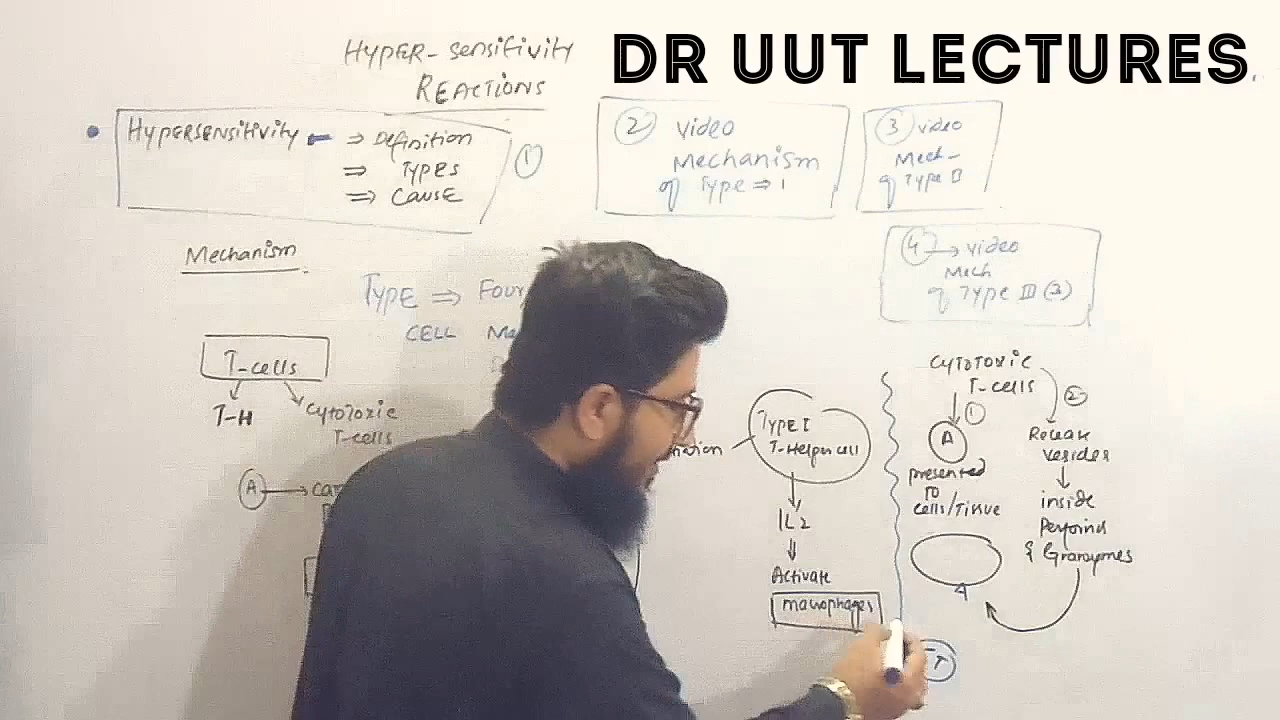 DR UUT LECTURES
HYPER-sensitivity
REACTIONS
HYPERSENSITIVITY ⇒ Definition
⇒ TYPES
⇒ CAUSE
①
② video
Mechanism
of Type ⇒ 1
③ video
Mech-
of Type II
④ → video
Mech
of Type III (3)
Mechanism
TYPE ⇒ Four
CELL
T-cells
T-H
CYTOTOXIC
T-cells
A →
TYPE I
T-Helper cell
IL2
Activate
macrophages
CYTOTOXIC
T-cells
①
②
A
presented
TO
cells/Tissue
Release
vesicles
inside
Peyorins
& Granzymes
T